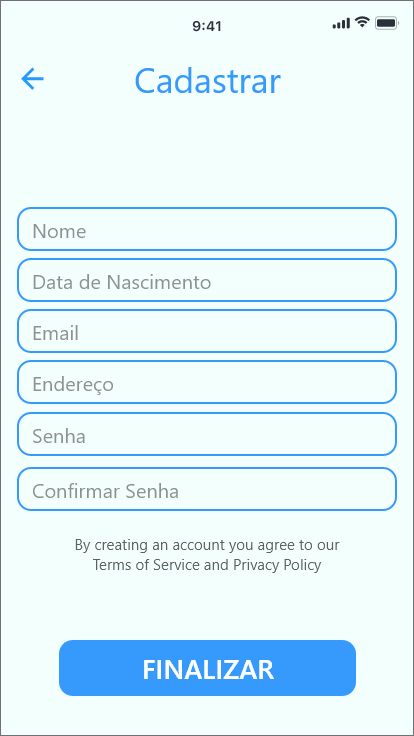 9:41
Cadastrar
Nome
Data de Nascimento
Email
Endereço
Senha
Confirmar Senha
By creating an account you agree to our
Terms of Service and Privacy Policy
FINALIZAR